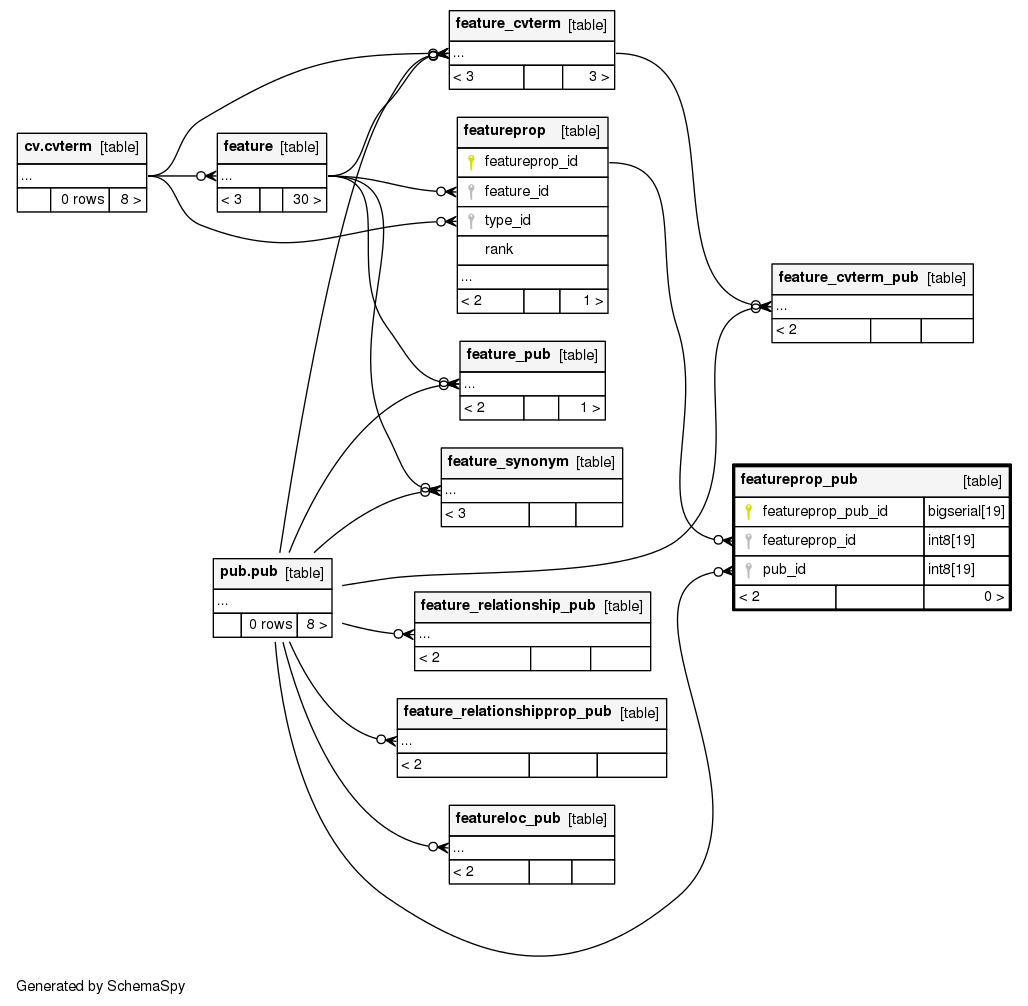 feature_cvterm [table]
...
< 3 3 >
cv.cvterm [table]
...
0 rows 8 >
feature [table]
...
< 3 30 >
featureprop [table]
featureprop_id
feature_id
type_id
rank
...
< 2 1 >
feature_cvterm_pub [table]
...
< 2
feature_pub [table]
...
< 2 1 >
feature_synonym [table]
...
< 3
featureprop_pub [table]
featureprop_pub_id bigserial[19]
featureprop_id int8[19]
pub_id int8[19]
< 2 0 >
pub.pub [table]
...
0 rows 8 >
feature_relationship_pub [table]
...
< 2
feature_relationshipprop_pub [table]
...
< 2
featureloc_pub [table]
...
< 2
Generated by SchemaSpy